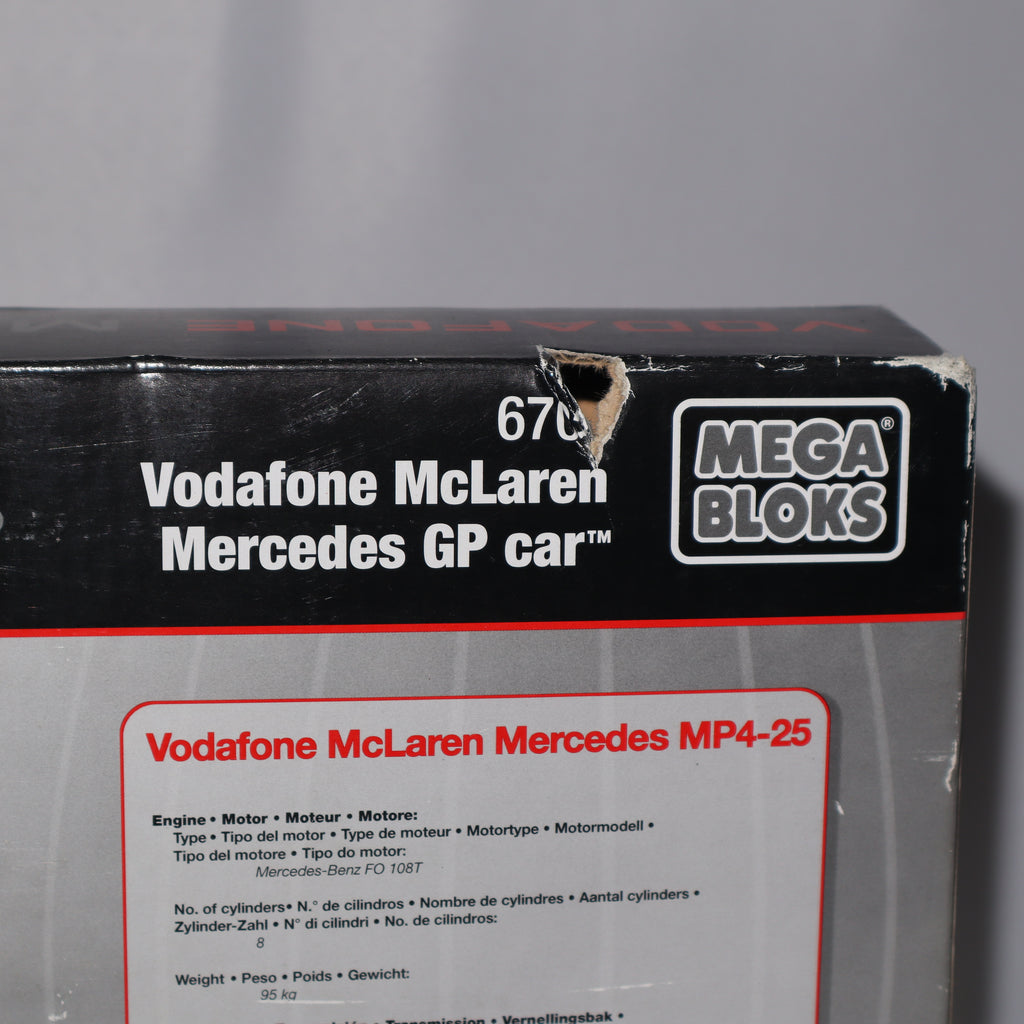 VODAFONE M
670
Vodafone McLaren
Mercedes GP car™
MEGA®
BLOKS
Vodafone McLaren Mercedes MP4-25
Engine • Motor • Moteur • Motore:
Type • Tipo del motor • Type de moteur • Motortype • Motormodell •
Tipo del motore • Tipo do motor:
Mercedes-Benz FO 108T
No. of cylinders• N.° de cilindros • Nombre de cylindres • Aantal cylinders •
Zylinder-Zahl • N° di cilindri • No. de cilindros:
8
Weight • Peso • Poids • Gewicht:
95 kg
Transmission • Vernellingsbak •